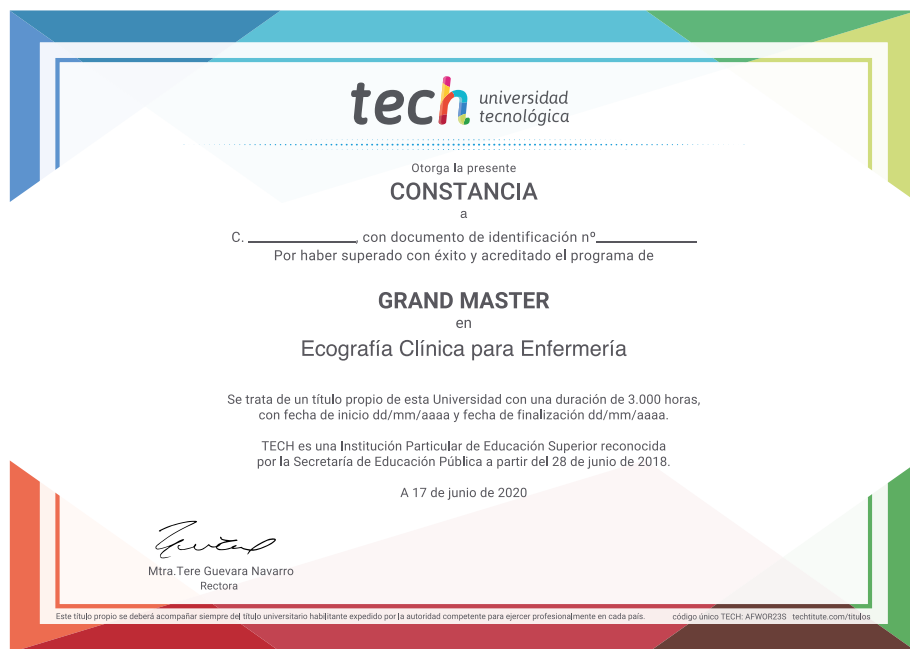 tech universidad
tecnológica
Otorga la presente
CONSTANCIA
a
C. ____________, con documento de identificación nº____________
Por haber superado con éxito y acreditado el programa de
GRAND MASTER
en
Ecografía Clínica para Enfermería
Se trata de un título propio de esta Universidad con una duración de 3.000 horas,
con fecha de inicio dd/mm/aaaa y fecha de finalización dd/mm/aaaa.
TECH es una Institución Particular de Educación Superior reconocida
por la Secretaría de Educación Pública a partir del 28 de junio de 2018.
A 17 de junio de 2020
Mtra.Tere Guevara Navarro
Rectora
Este título propio se deberá acompañar siempre del título universitario habilitante expedido por la autoridad competente para ejercer profesionalmente en cada país. código único TECH: AFWOR23S techtitute.com/titulos